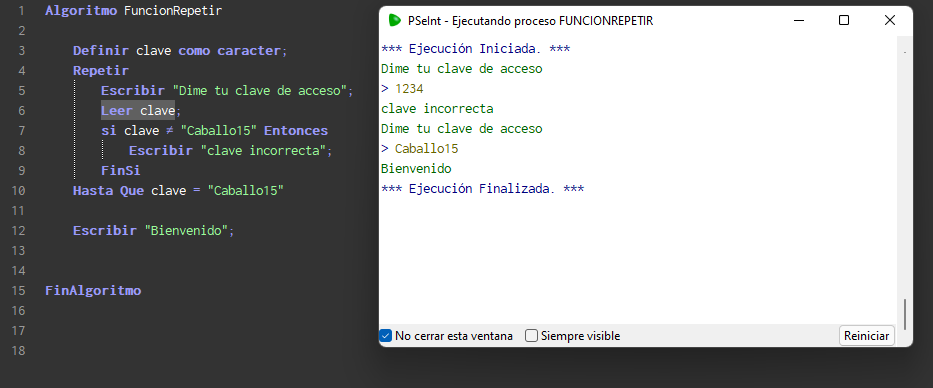 1 Algoritmo FuncionRepetir
2
3 Definir clave como caracter;
4 Repetir
5 Escribir "Dime tu clave de acceso";
6 Leer clave;
7 si clave ≠ "Caballo15" Entonces
8 Escribir "clave incorrecta";
9 FinSi
10 Hasta Que clave = "Caballo15"
11
12 Escribir "Bienvenido";
13
14
15 FinAlgoritmo
16
17
18
PSeInt - Ejecutando proceso FUNCIONREPETIR
*** Ejecución Iniciada. ***
Dime tu clave de acceso
> 1234
clave incorrecta
Dime tu clave de acceso
> Caballo15
Bienvenido
*** Ejecución Finalizada. ***
No cerrar esta ventana Siempre visible Reiniciar